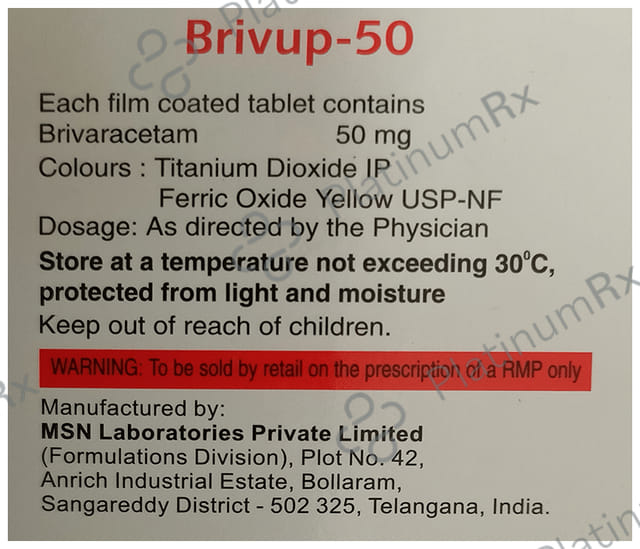 Brivup-50
Each film coated tablet contains
Brivaracetam 50 mg
Colours : Titanium Dioxide IP
Ferric Oxide Yellow USP-NF
Dosage: As directed by the Physician
Store at a temperature not exceeding 30⁰C,
protected from light and moisture
Keep out of reach of children.
WARNING: To be sold by retail on the prescription of a RMP only
Manufactured by:
MSN Laboratories Private Limited
(Formulations Division), Plot No. 42,
Anrich Industrial Estate, Bollaram,
Sangareddy District - 502 325, Telangana, India.
PlatinumRx
PlatinumRx